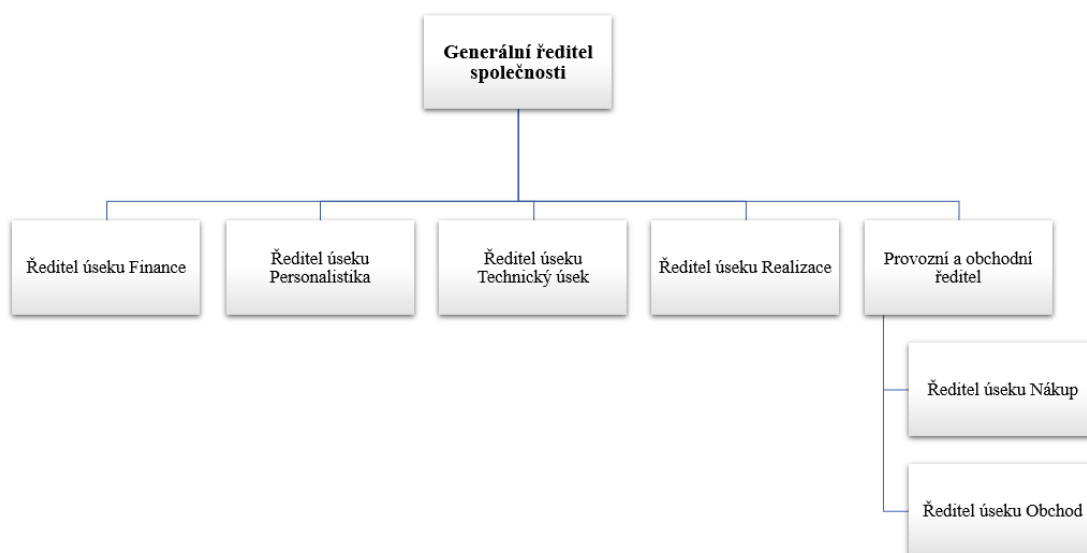 Generální ředitel
společnosti
Ředitel úseku Finance
Ředitel úseku
Personalistika
Ředitel úseku
Technický úsek
Ředitel úseku Realizace
Provozní a obchodní
ředitel
Ředitel úseku Nákup
Ředitel úseku Obchod